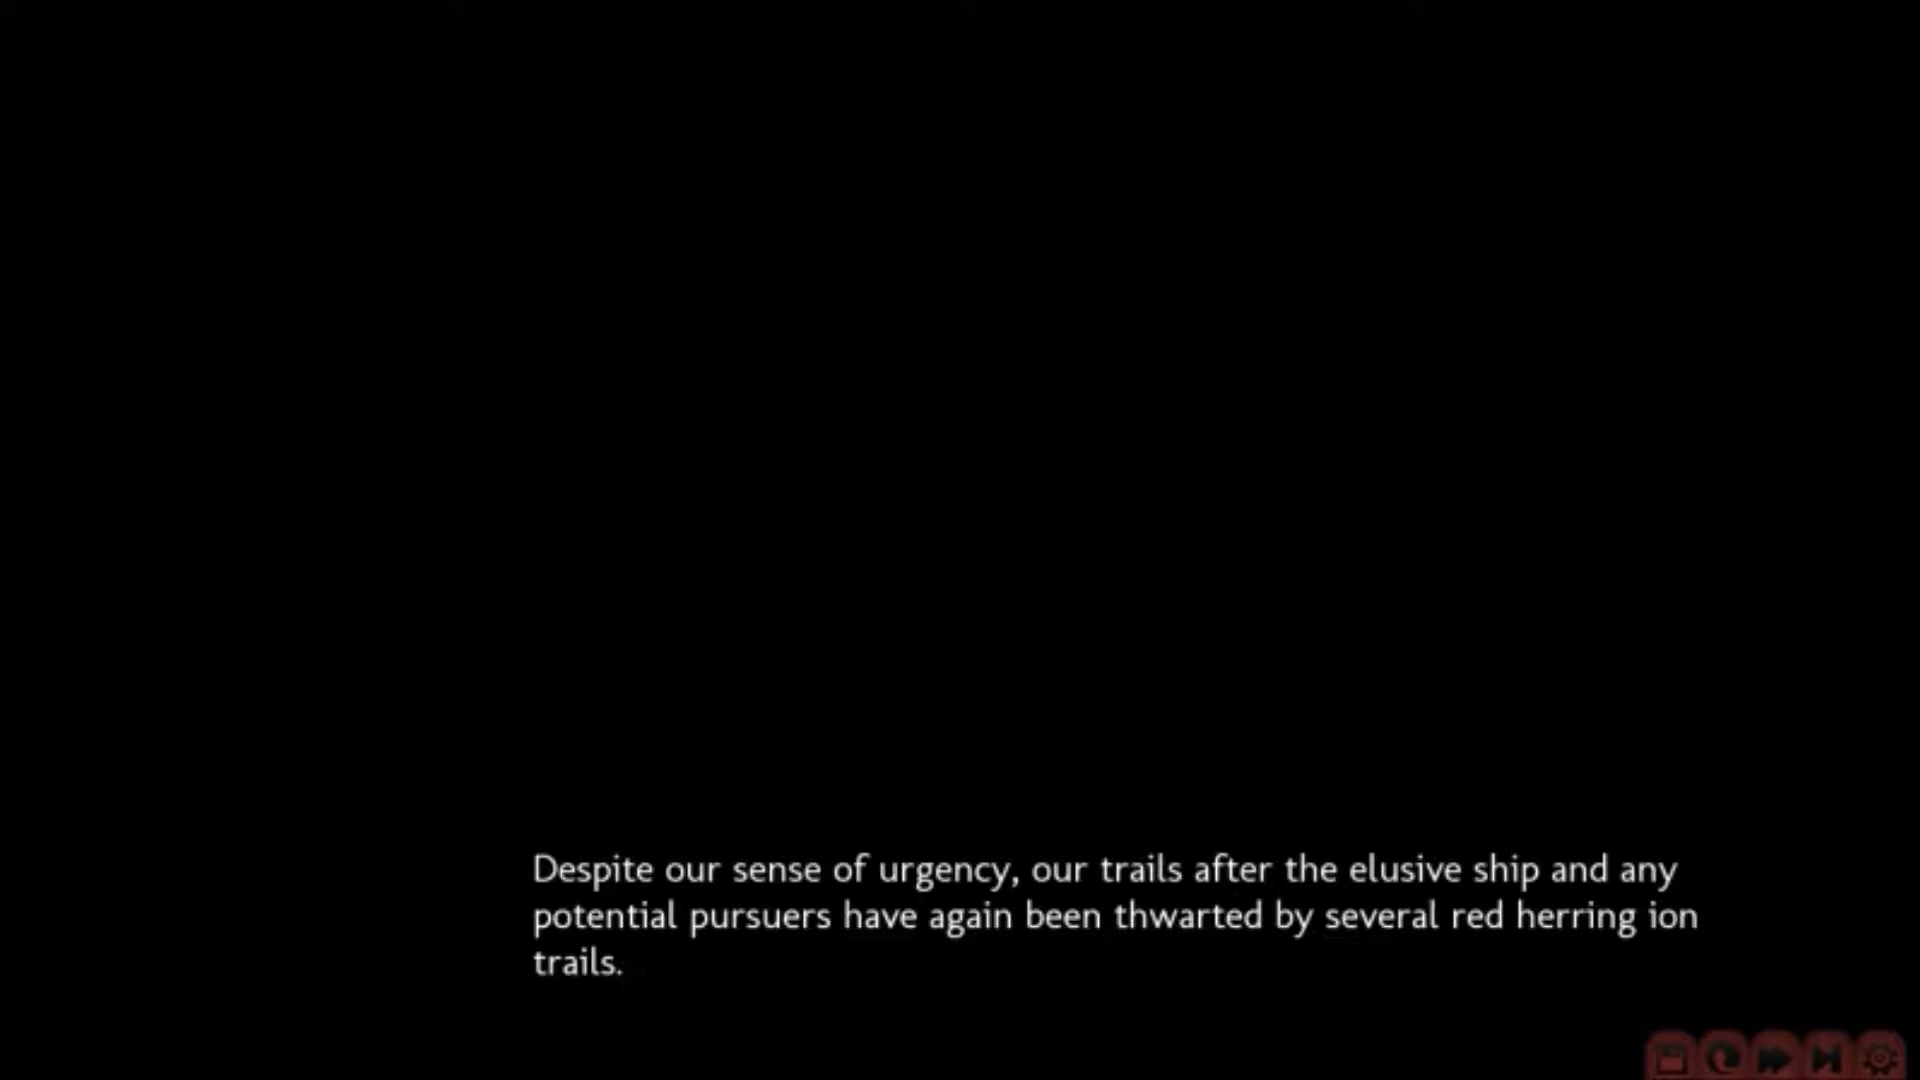 Despite our sense of urgency, our trails after the elusive ship and any
potential pursuers have again been thwarted by several red herring ion
trails.